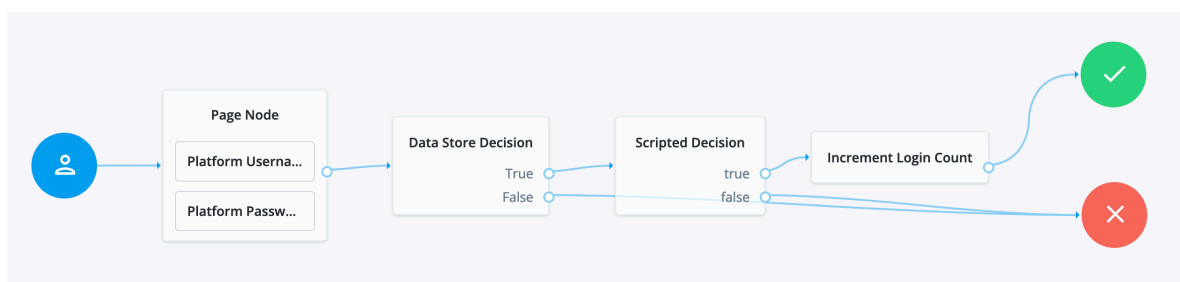 Page Node
Platform Userna...
Platform Passw...
Data Store Decision
True
False
Scripted Decision
true
false
Increment Login Count